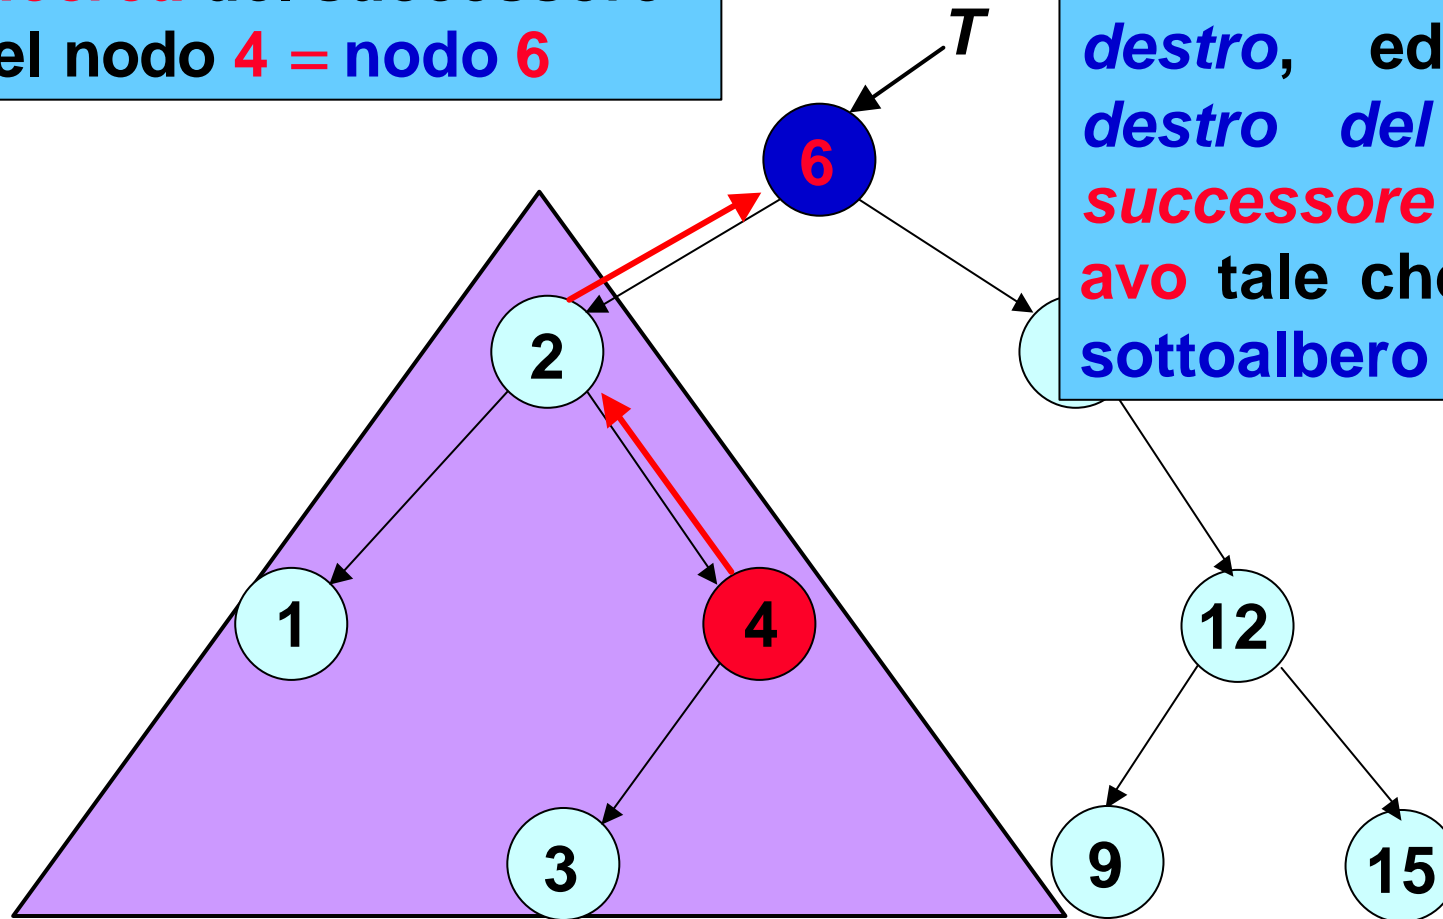 el nodo 4 = nodo 6
T
destro, ed
destro del
successore
avo tale che
sottoalbero
6
2
1
4
12
3
9
15